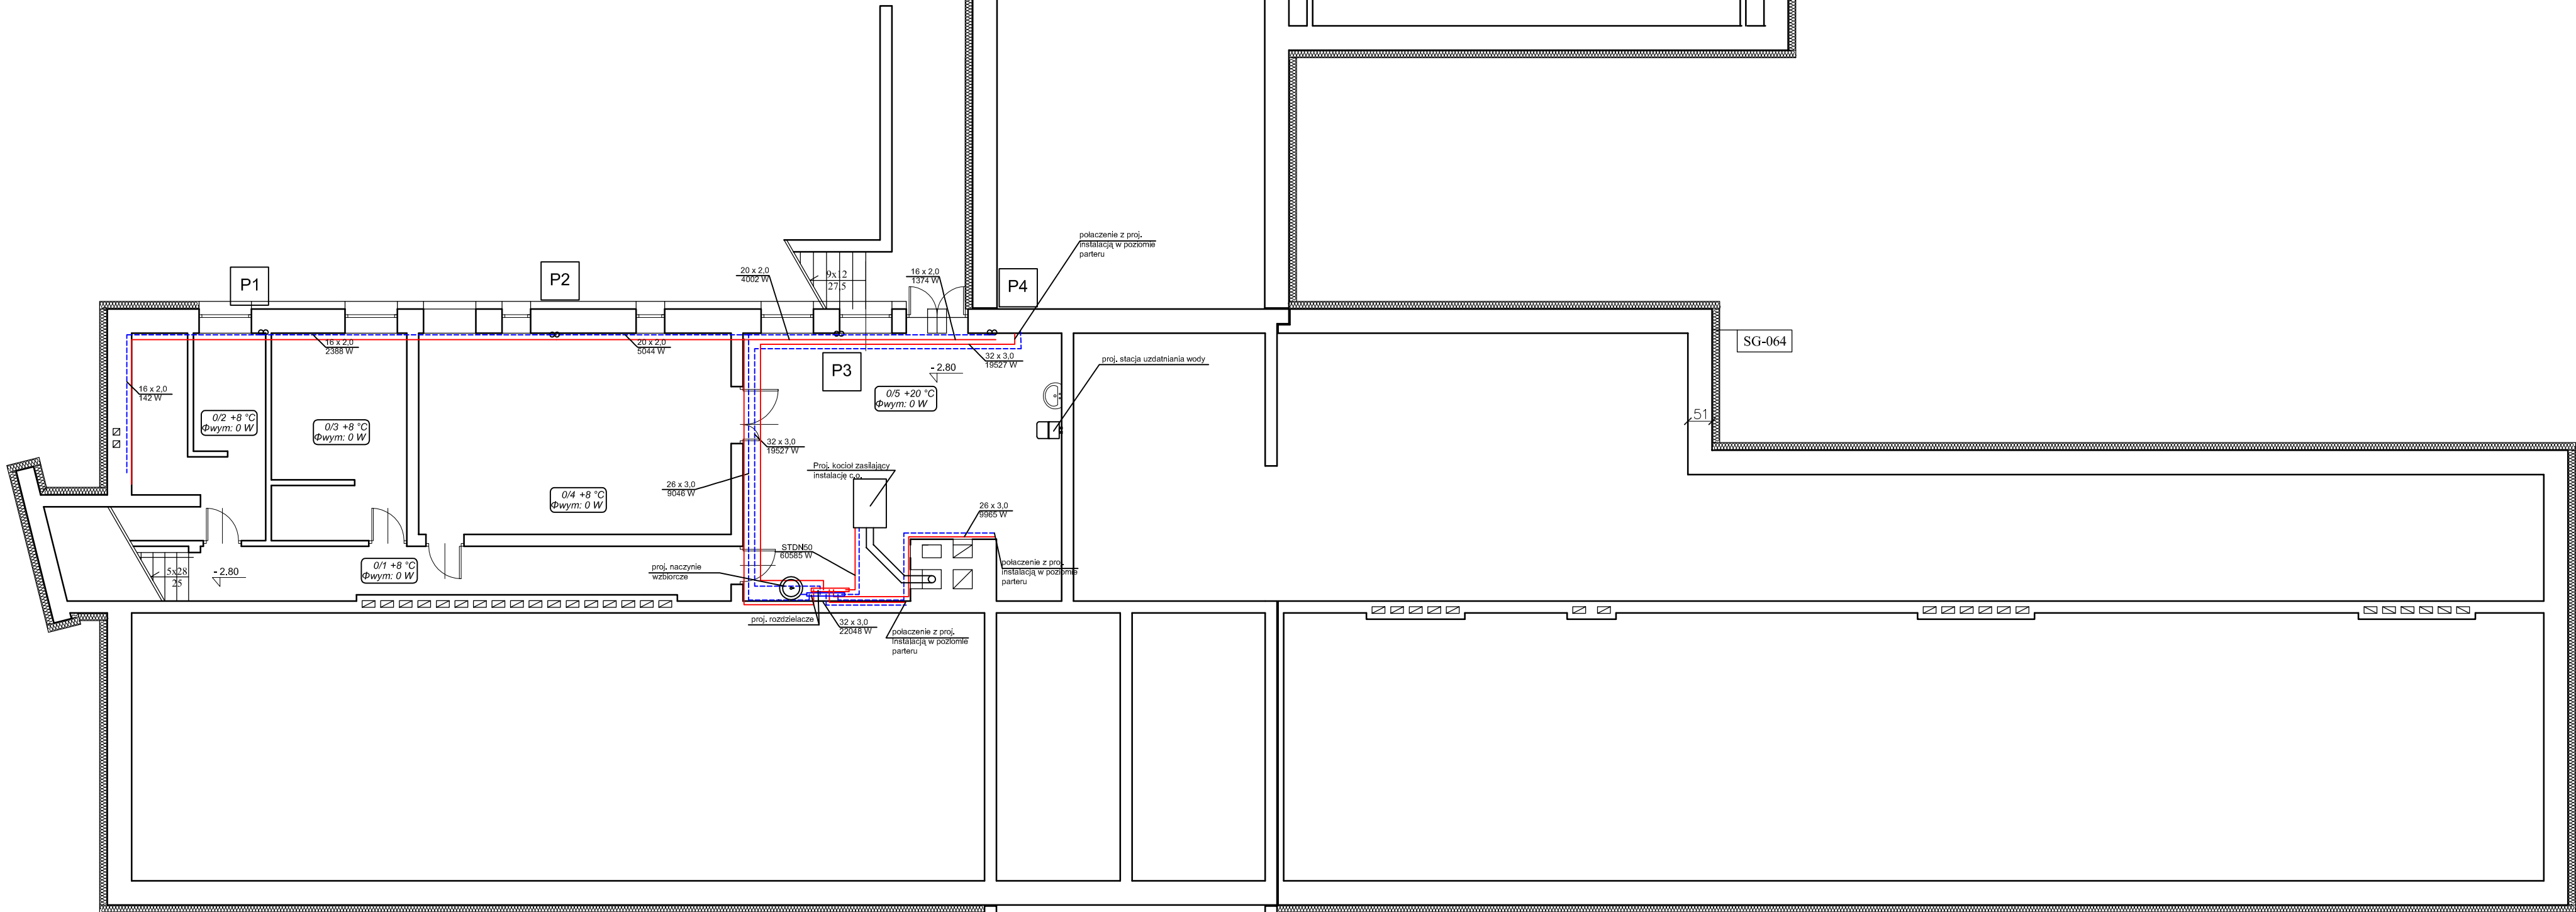 połaczenie z proj.
instalacją w poziomie
parteru
P1
P2
20 x 2,0
4002 W
9x12
27.5
16 x 2,0
1374 W
P4
16 x 2,0
2388 W
20 x 2,0
5044 W
P3
32 x 3,0
19527 W
- 2.80
proj. stacja uzdatniania wody
SG-064
16 x 2,0
142 W
0/2 +8 °C
Φwym: 0 W
0/3 +8 °C
Φwym: 0 W
0/5 +20 °C
Φwym: 0 W
51
32 x 3,0
19527 W
Proj. kocioł zasilający
instalację c.o.
26 x 3,0
9046 W
0/4 +8 °C
Φwym: 0 W
26 x 3,0
9965 W
STDN50
60585 W
5x28
25
- 2.80
0/1 +8 °C
Φwym: 0 W
proj. naczynie
wzbiorcze
połaczenie z proj.
instalacją w poziomie
parteru
proj. rozdzielacze
32 x 3,0
22048 W
połaczenie z proj.
instalacją w poziomie
parteru